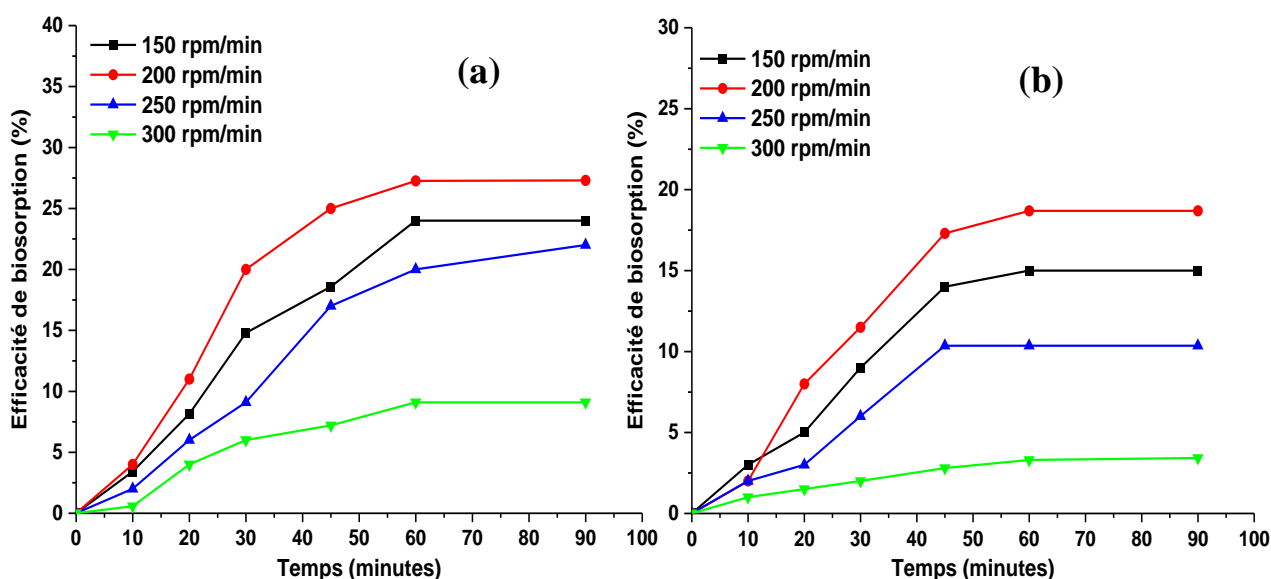 40
35
30
25
20
15
10
5
0
Efficacité de biosorption (%)
150 rpm/min
200 rpm/min
250 rpm/min
300 rpm/min
(a)
0 10 20 30 40 50 60 70 80 90 100
Temps (minutes)
30
25
20
15
10
5
0
Efficacité de biosorption (%)
150 rpm/min
200 rpm/min
250 rpm/min
300 rpm/min
(b)
0 10 20 30 40 50 60 70 80 90 100
Temps (minutes)